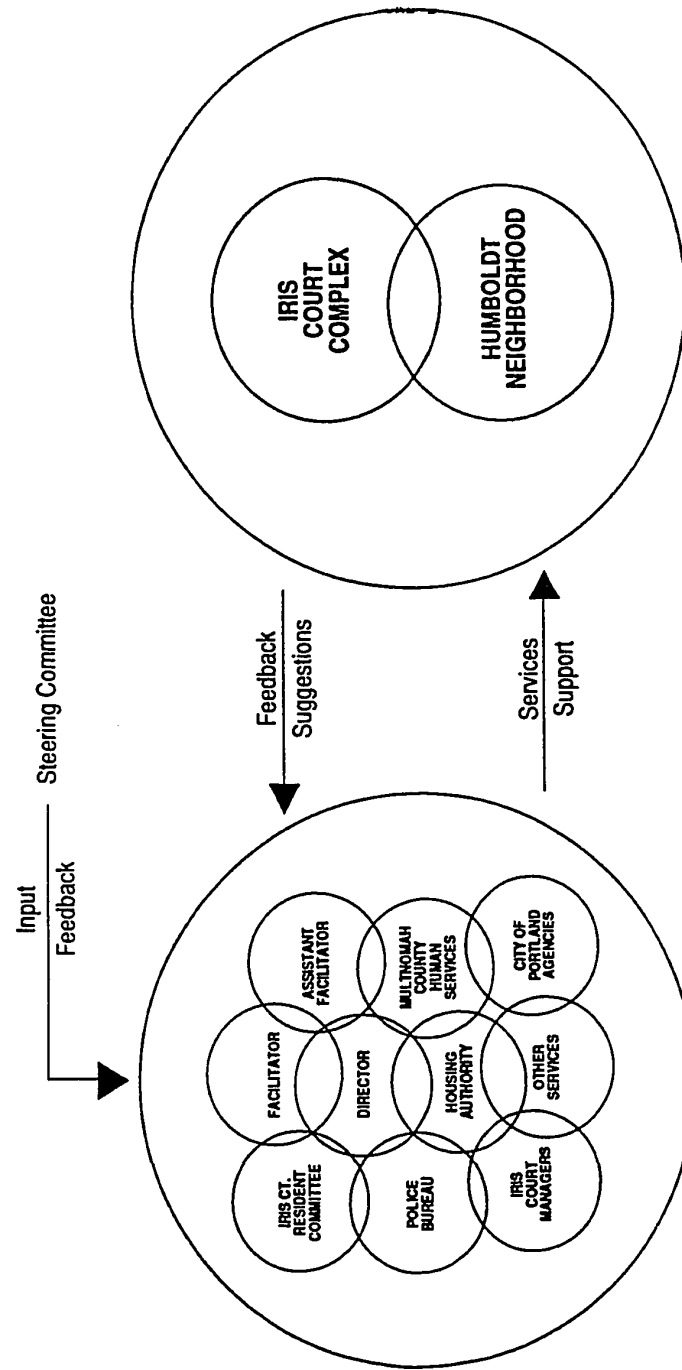 Input
Feedback
Steering Committee
Feedback
Suggestions
Services
Support
IRIS CT.
RESIDENT
COMMITTEE
FACILITATOR
ASSISTANT
FACILITATOR
POLICE
BUREAU
DIRECTOR
MULTNOMAH
COUNTY
HUMAN
SERVICES
HOUSING
AUTHORITY
IRIS
COURT
MANAGERS
OTHER
SERVICES
CITY OF
PORTLAND
AGENCIES
IRIS
COURT
COMPLEX
HUMBOLDT
NEIGHBORHOOD